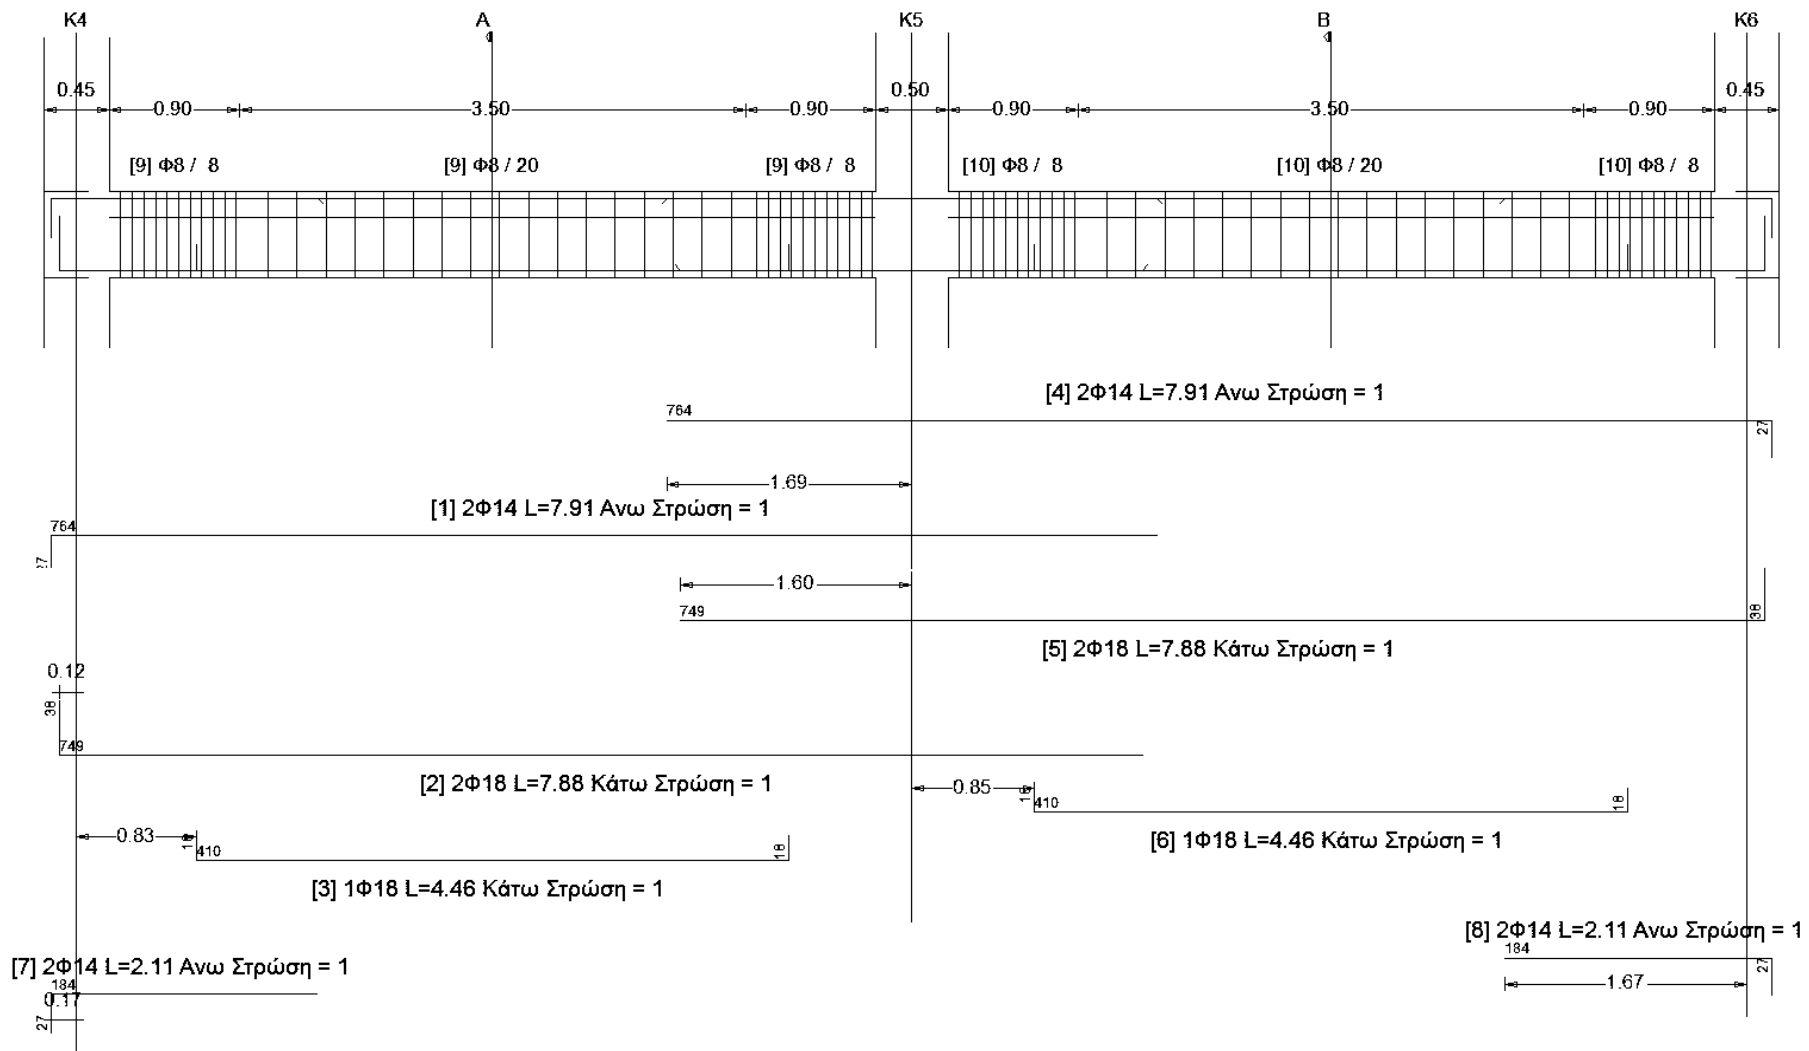 K4 A K5 B K6
0.45 0.90 3.50 0.90 0.50 0.90 3.50 0.90 0.45
[9] Φ8 / 8 [9] Φ8 / 20 [9] Φ8 / 8 [10] Φ8 / 8 [10] Φ8 / 20 [10] Φ8 / 8
[4] 2Φ14 L=7.91 Ανω Στρώση = 1
764
27
1.69
[1] 2Φ14 L=7.91 Ανω Στρώση = 1
764
27
1.60
749
38
[5] 2Φ18 L=7.88 Κάτω Στρώση = 1
0.12
38
749
[2] 2Φ18 L=7.88 Κάτω Στρώση = 1
0.85
18
410
18
[6] 1Φ18 L=4.46 Κάτω Στρώση = 1
0.83
18
410
18
[3] 1Φ18 L=4.46 Κάτω Στρώση = 1
[8] 2Φ14 L=2.11 Ανω Στρώση = 1
184
27
1.67
[7] 2Φ14 L=2.11 Ανω Στρώση = 1
184
0.17
27